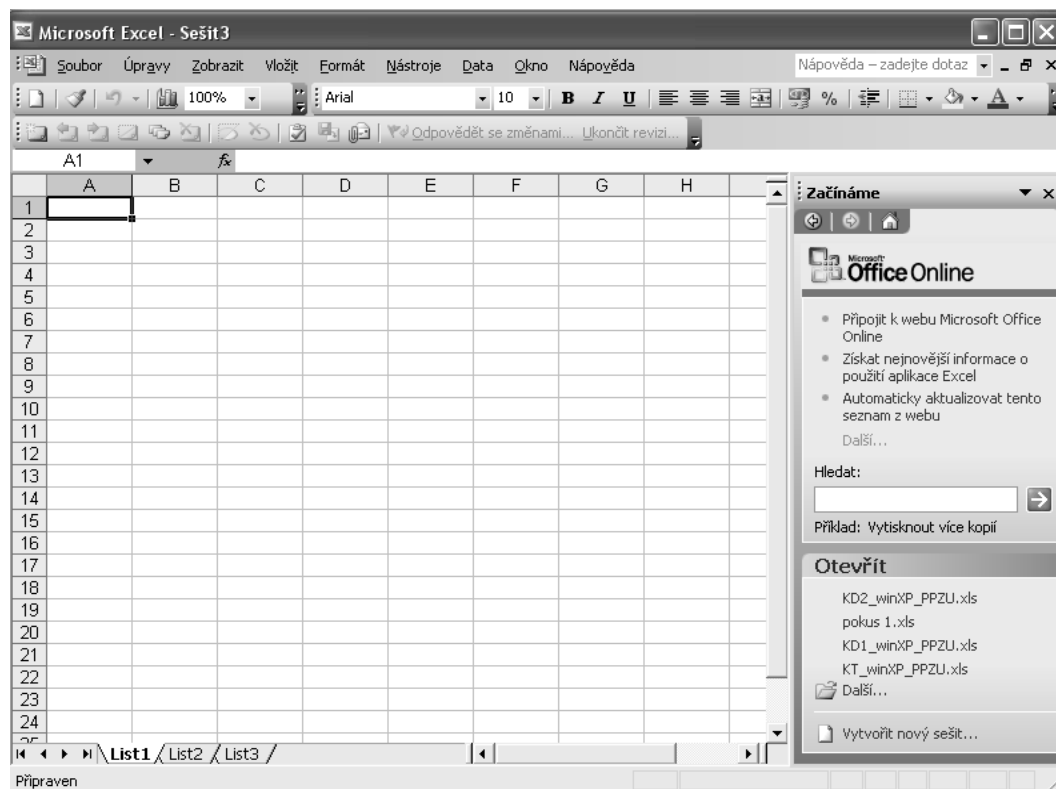 Microsoft Excel - Sešit3
Soubor Úpravy Zobrazit Vložit Formát Nástroje Data Okno Nápověda Nápověda – zadejte dotaz
100% Arial 10 B I U % A
Odpovědět se změnami... Ukončit revizi...
A1 fx
A B C D E F G H
1
2
3
4
5
6
7
8
9
10
11
12
13
14
15
16
17
18
19
20
21
22
23
24
25
List1 List2 List3
Připraven
Začínáme
Microsoft
Office Online
Připojit k webu Microsoft Office
Online
Získat nejnovější informace o
použití aplikace Excel
Automaticky aktualizovat tento
seznam z webu
Další...
Hledat:
Příklad: Vytisknout více kopií
Otevřít
KD2_winXP_PPZU.xls
pokus 1.xls
KD1_winXP_PPZU.xls
KT_winXP_PPZU.xls
Další...
Vytvořit nový sešit...